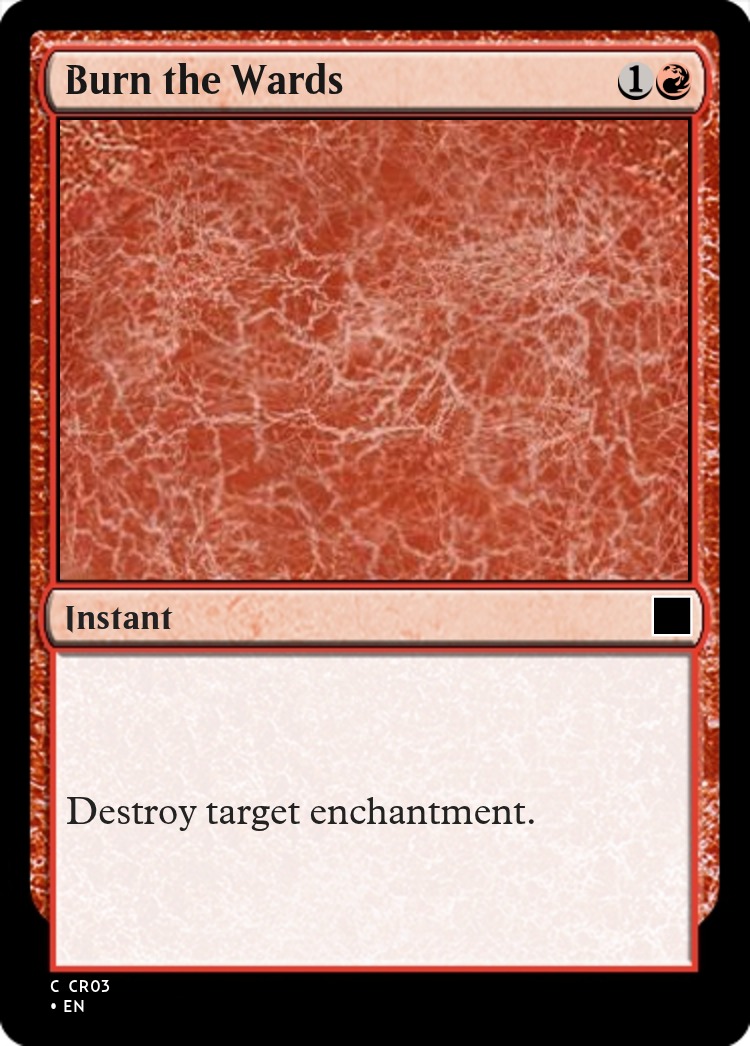 Burn the Wards 1
Instant
Destroy target enchantment.
C CR03
• EN